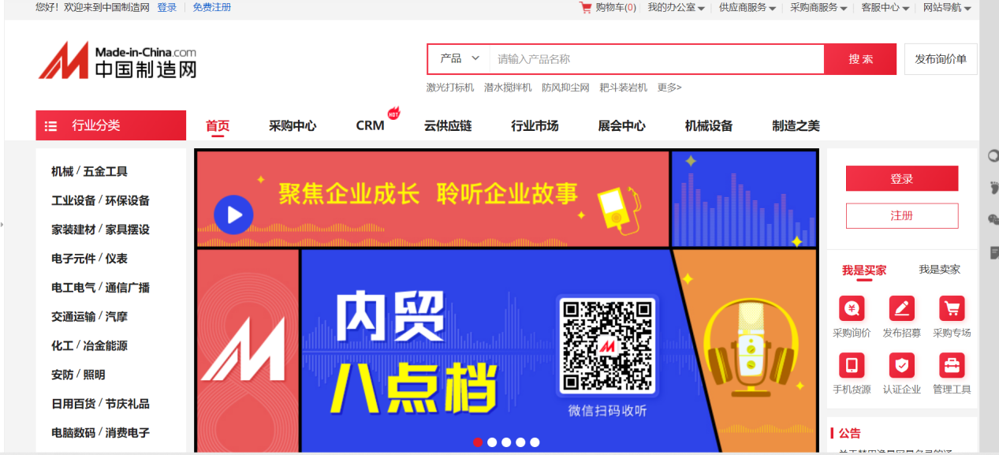 您好！欢迎来到中国制造网 登录 免费注册 购物车(0) 我的办公室 供应商服务 采购商服务 客服中心 网站导航
Made-in-China.com
中国制造网
产品 请输入产品名称 搜 索 发布询价单
激光打标机 潜水搅拌机 防风抑尘网 耙斗装岩机 更多>
行业分类 首页 采购中心 CRM HOT 云供应链 行业市场 展会中心 机械设备 制造之美
机械 / 五金工具
工业设备 / 环保设备
家装建材 / 家具摆设
电子元件 / 仪表
电工电气 / 通信广播
交通运输 / 汽摩
化工 / 冶金能源
安防 / 照明
日用百货 / 节庆礼品
电脑数码 / 消费电子
聚焦企业成长 聆听企业故事
内贸
八点档
微信扫码收听
登录
注册
我是买家 我是卖家
采购询价 发布招募 采购专场
手机货源 认证企业 管理工具
公告